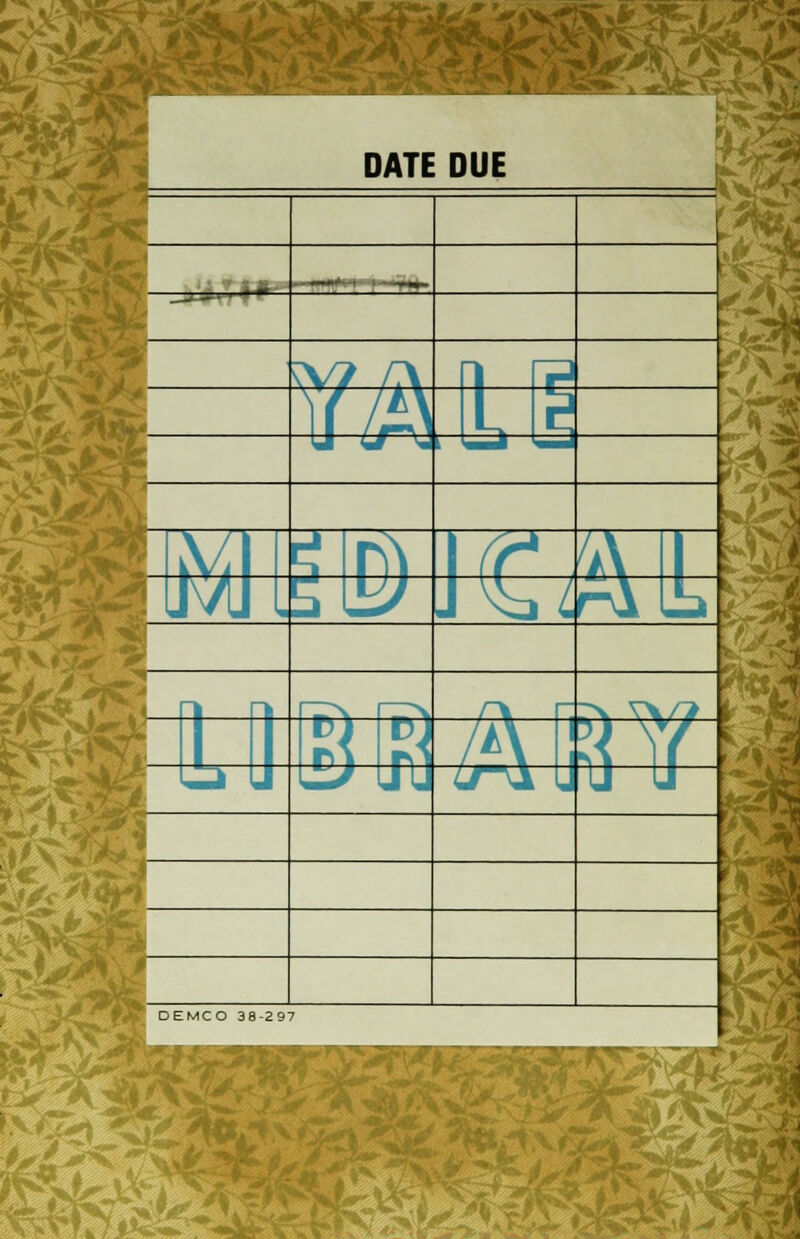 DATE DUE
YALE
MEDICAL
LIBRARY
DEMCO 38-297